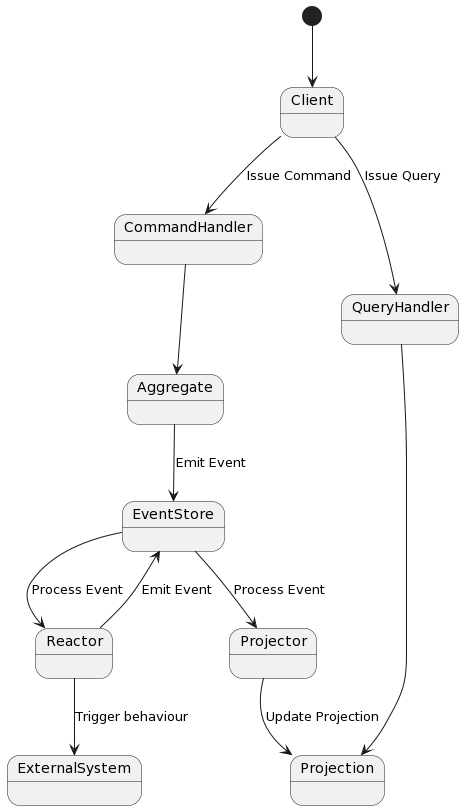 Client
Issue Command
Issue Query
CommandHandler
QueryHandler
Aggregate
Emit Event
EventStore
Process Event
Emit Event
Process Event
Reactor
Projector
Trigger behaviour
Update Projection
ExternalSystem
Projection